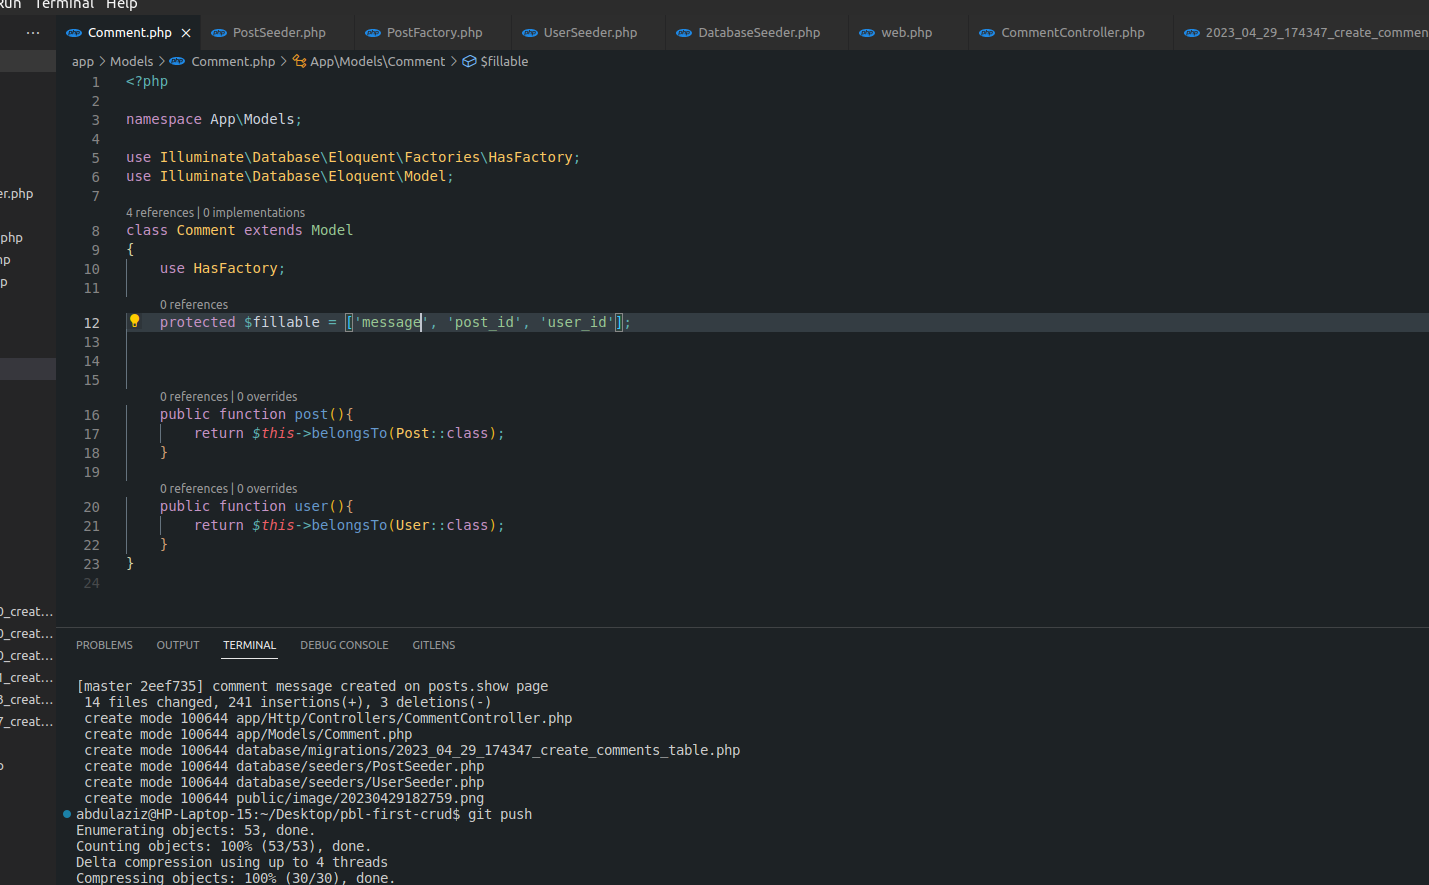 Run Terminal Help
... Comment.php × PostSeeder.php PostFactory.php UserSeeder.php DatabaseSeeder.php web.php CommentController.php 2023_04_29_174347_create_commen
app > Models > Comment.php > App\Models\Comment > $fillable
1 <?php
2
3 namespace App\Models;
4
5 use Illuminate\Database\Eloquent\Factories\HasFactory;
6 use Illuminate\Database\Eloquent\Model;
7
er.php
4 references | 0 implementations
8 class Comment extends Model
php
9 {
hp
10 use HasFactory;
p
11
0 references
12 protected $fillable = ['message', 'post_id', 'user_id'];
13
14
15
0 references | 0 overrides
16 public function post(){
17 return $this->belongsTo(Post::class);
18 }
19
0 references | 0 overrides
20 public function user(){
21 return $this->belongsTo(User::class);
22 }
23 }
24
0_creat...
0_creat...
0_creat...
1_creat...
3_creat...
7_creat...
PROBLEMS OUTPUT TERMINAL DEBUG CONSOLE GITLENS
[master 2eef735] comment message created on posts.show page
14 files changed, 241 insertions(+), 3 deletions(-)
create mode 100644 app/Http/Controllers/CommentController.php
create mode 100644 app/Models/Comment.php
create mode 100644 database/migrations/2023_04_29_174347_create_comments_table.php
create mode 100644 database/seeders/PostSeeder.php
create mode 100644 database/seeders/UserSeeder.php
create mode 100644 public/image/20230429182759.png
abdulaziz@HP-Laptop-15:~/Desktop/pbl-first-crud$ git push
Enumerating objects: 53, done.
Counting objects: 100% (53/53), done.
Delta compression using up to 4 threads
Compressing objects: 100% (30/30), done.